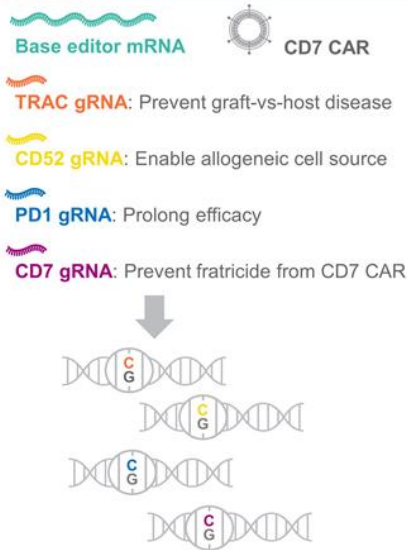 Base editor mRNA
CD7 CAR
TRAC gRNA: Prevent graft-vs-host disease
CD52 gRNA: Enable allogeneic cell source
PD1 gRNA: Prolong efficacy
CD7 gRNA: Prevent fratricide from CD7 CAR
C
G
C
G
C
G
C
G